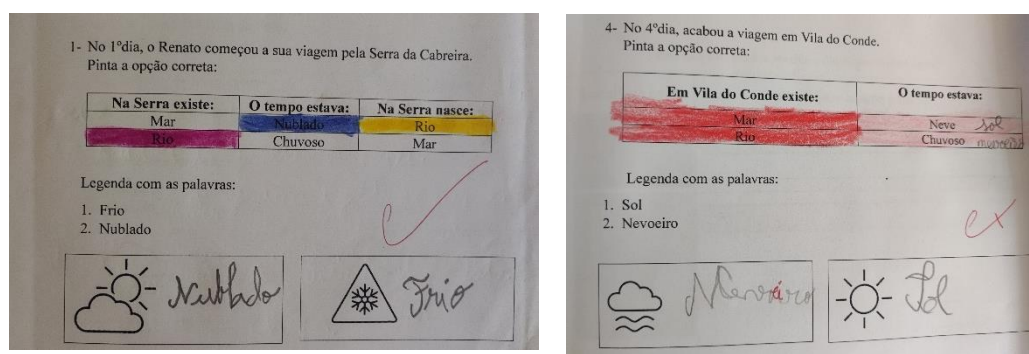 1- No 1ºdia, o Renato começou a sua viagem pela Serra da Cabreira.
Pinta a opção correta:
Na Serra existe: O tempo estava: Na Serra nasce:
Mar Nublado Rio
Rio Chuvoso Mar
Legenda com as palavras:
1. Frio
2. Nublado
Nublado Frio
4- No 4ºdia, acabou a viagem em Vila do Conde.
Pinta a opção correta:
Em Vila do Conde existe: O tempo estava:
Mar Neve sol
Rio Chuvoso
Legenda com as palavras:
1. Sol
2. Nevoeiro
Sol